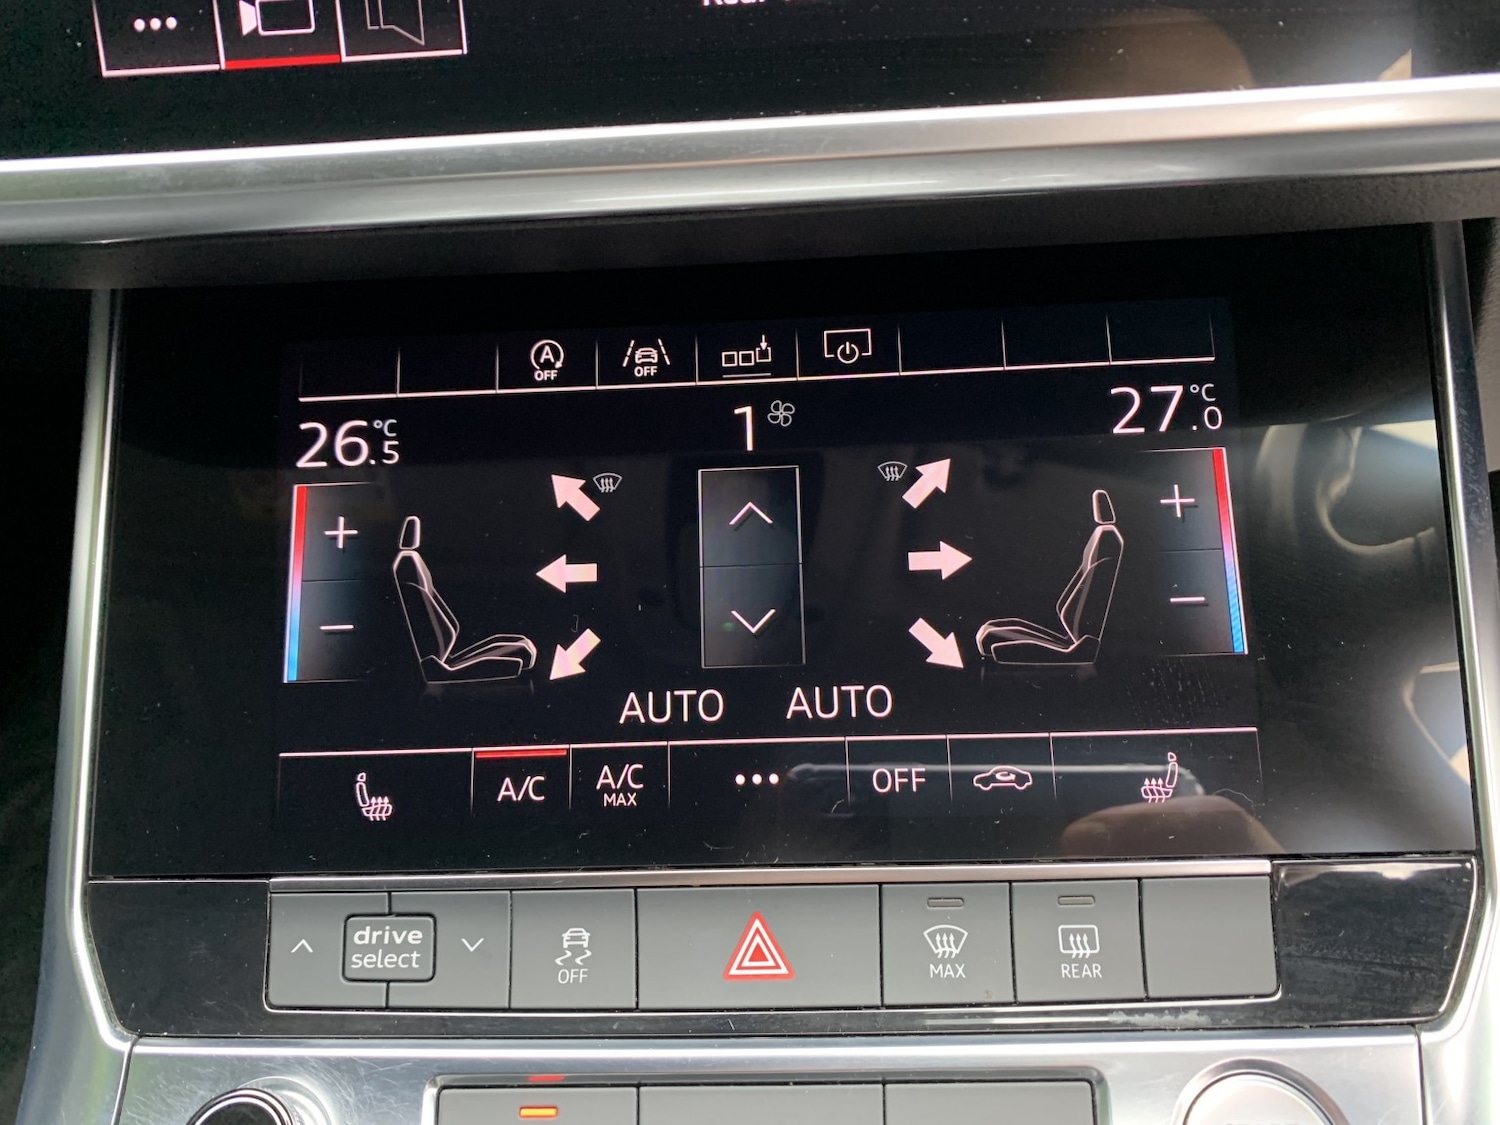 A
OFF
OFF
26.5 °C
1
27.0 °C
AUTO AUTO
A/C
A/C
MAX
OFF
drive
select
OFF
MAX
REAR